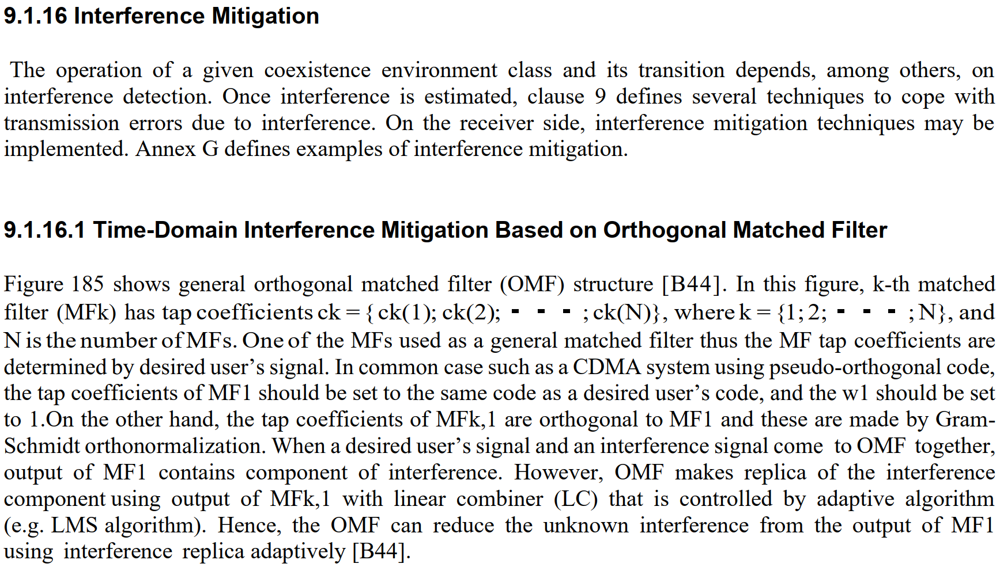 9.1.16 Interference Mitigation
The operation of a given coexistence environment class and its transition depends, among others, on
interference detection. Once interference is estimated, clause 9 defines several techniques to cope with
transmission errors due to interference. On the receiver side, interference mitigation techniques may be
implemented. Annex G defines examples of interference mitigation.
9.1.16.1 Time-Domain Interference Mitigation Based on Orthogonal Matched Filter
Figure 185 shows general orthogonal matched filter (OMF) structure [B44]. In this figure, k-th matched
filter (MFk) has tap coefficients ck = { ck(1); ck(2); - - - ; ck(N)}, where k = {1; 2; - - - ; N}, and
N is the number of MFs. One of the MFs used as a general matched filter thus the MF tap coefficients are
determined by desired user’s signal. In common case such as a CDMA system using pseudo-orthogonal code,
the tap coefficients of MF1 should be set to the same code as a desired user’s code, and the w1 should be set
to 1.On the other hand, the tap coefficients of MFk,1 are orthogonal to MF1 and these are made by Gram-
Schmidt orthonormalization. When a desired user’s signal and an interference signal come to OMF together,
output of MF1 contains component of interference. However, OMF makes replica of the interference
component using output of MFk,1 with linear combiner (LC) that is controlled by adaptive algorithm
(e.g. LMS algorithm). Hence, the OMF can reduce the unknown interference from the output of MF1
using interference replica adaptively [B44].